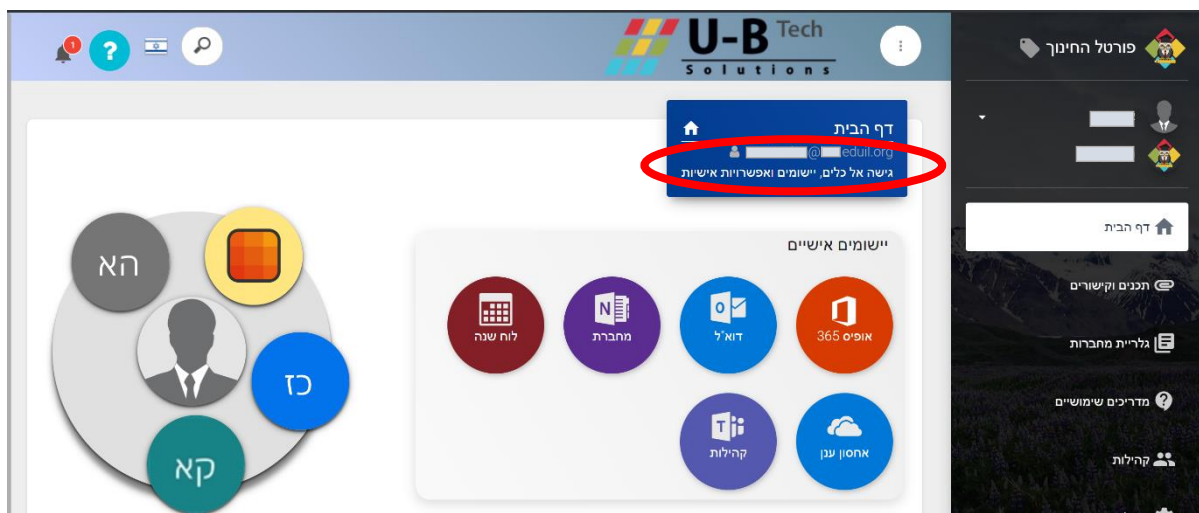 פורטל החינוך
דף הבית
תכנים וקישורים
גלריית מחברות
מדריכים שימושיים
קהילות
U-B Tech
Solutions
?
1
דף הבית
@ eduil.org
גישה אל כלים, יישומים ואפשרויות אישיות
יישומים אישיים
אופיס 365
דוא"ל
מחברת
לוח שנה
אחסון ענן
קהילות
הא
כז
קא